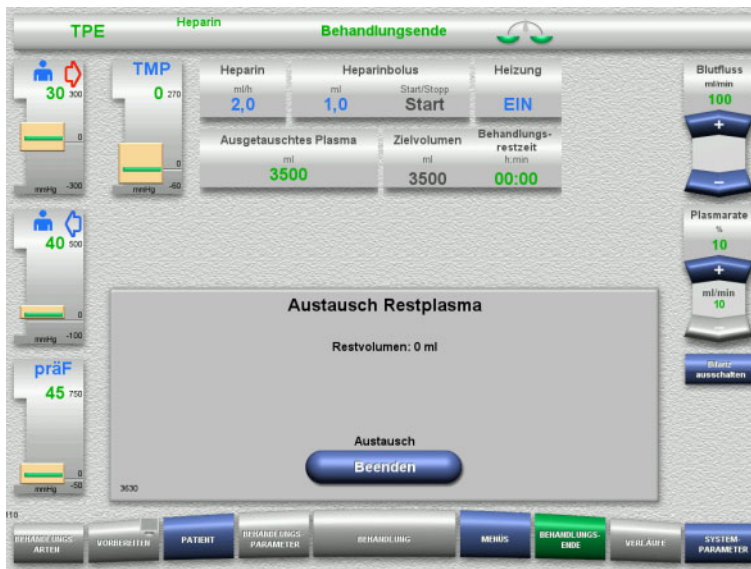 TPE
Heparin
Behandlungsende
30 300
0
mmHg -300
TMP
0 270
0
mmHg -60
Heparin
ml/h
2,0
Heparinbolus
ml
1,0
Start/Stopp
Start
Heizung
EIN
Ausgetauschtes Plasma
ml
3500
Zielvolumen
ml
3500
Behandlungs-
restzeit
h:min
00:00
Blutfluss
ml/min
100
+
−
40 500
0
mmHg -100
Plasmarate
%
10
+
ml/min
10
−
Bilanz
ausschalten
präF
45 750
0
mmHg -50
Austausch Restplasma
Restvolumen: 0 ml
Austausch
Beenden
3630
BEHANDLUNGS-
ARTEN
VORBEREITEN
PATIENT
BEHANDLUNGS-
PARAMETER
BEHANDLUNG
MENÜS
BEHANDLUNGS-
ENDE
VERLÄUFE
SYSTEM-
PARAMETER